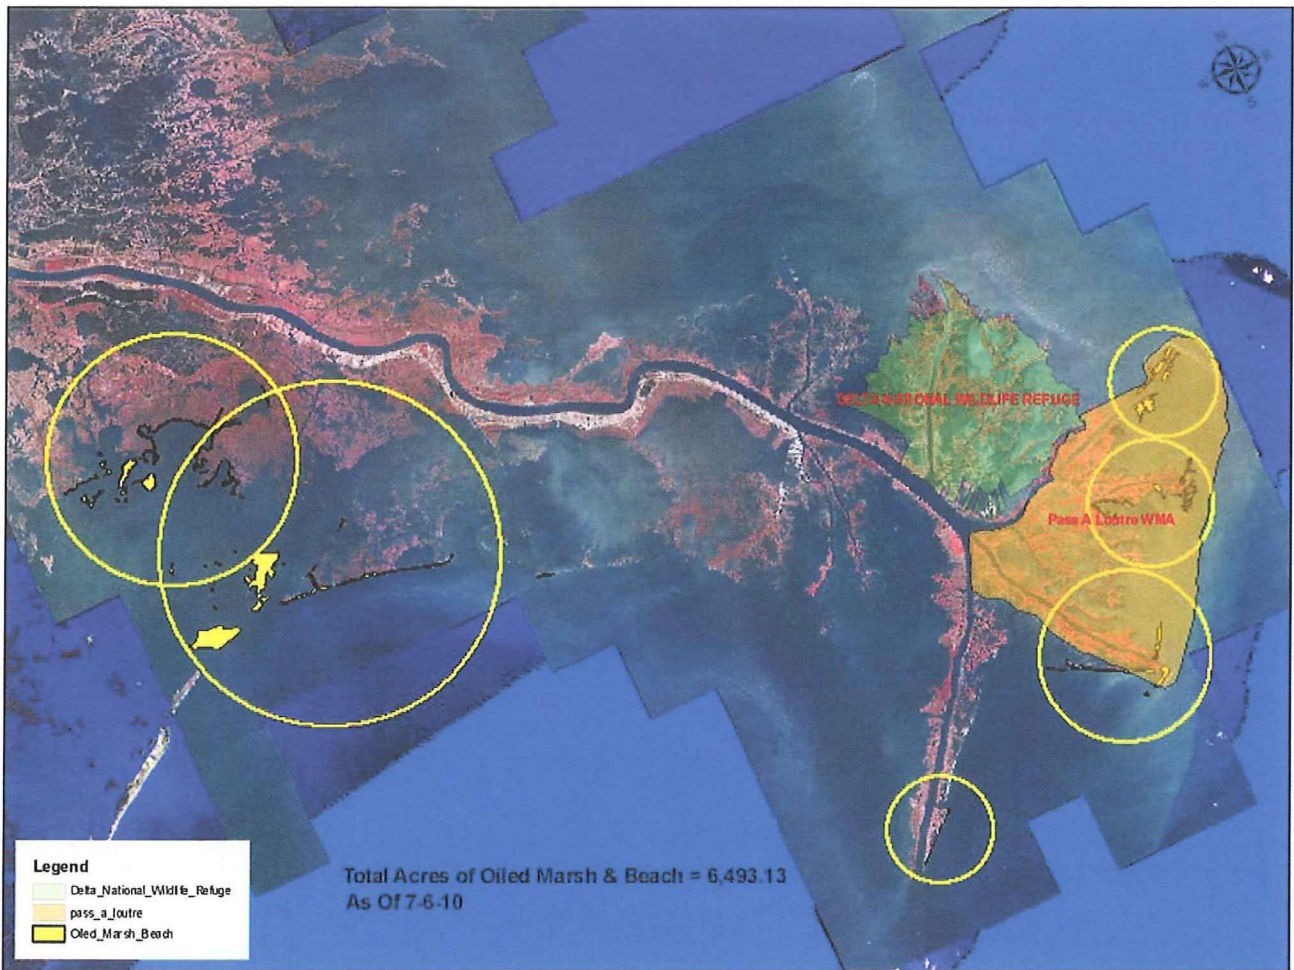 N
E
W
S
DELTA NATIONAL WILDLIFE REFUGE
Pass A Loutre WMA
Total Acres of Oiled Marsh & Beach = 6,493.13
As Of 7-6-10
Legend
Delta_National_Wildlife_Refuge
pass_a_loutre
Oiled_Marsh_Beach